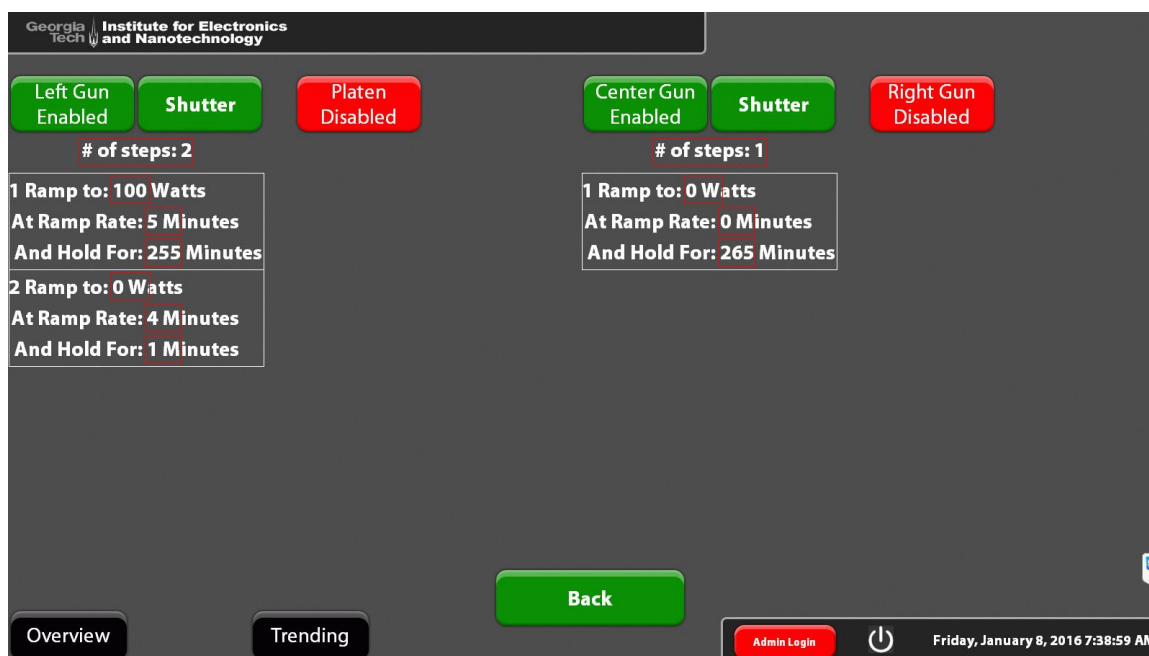 Georgia Tech
Institute for Electronics
and Nanotechnology
Left Gun
Enabled
Shutter
Platen
Disabled
Center Gun
Enabled
Shutter
Right Gun
Disabled
# of steps: 2
1 Ramp to: 100 Watts
At Ramp Rate: 5 Minutes
And Hold For: 255 Minutes
2 Ramp to: 0 Watts
At Ramp Rate: 4 Minutes
And Hold For: 1 Minutes
# of steps: 1
1 Ramp to: 0 Watts
At Ramp Rate: 0 Minutes
And Hold For: 265 Minutes
Back
Overview
Trending
Admin Login
Friday, January 8, 2016 7:38:59 AM